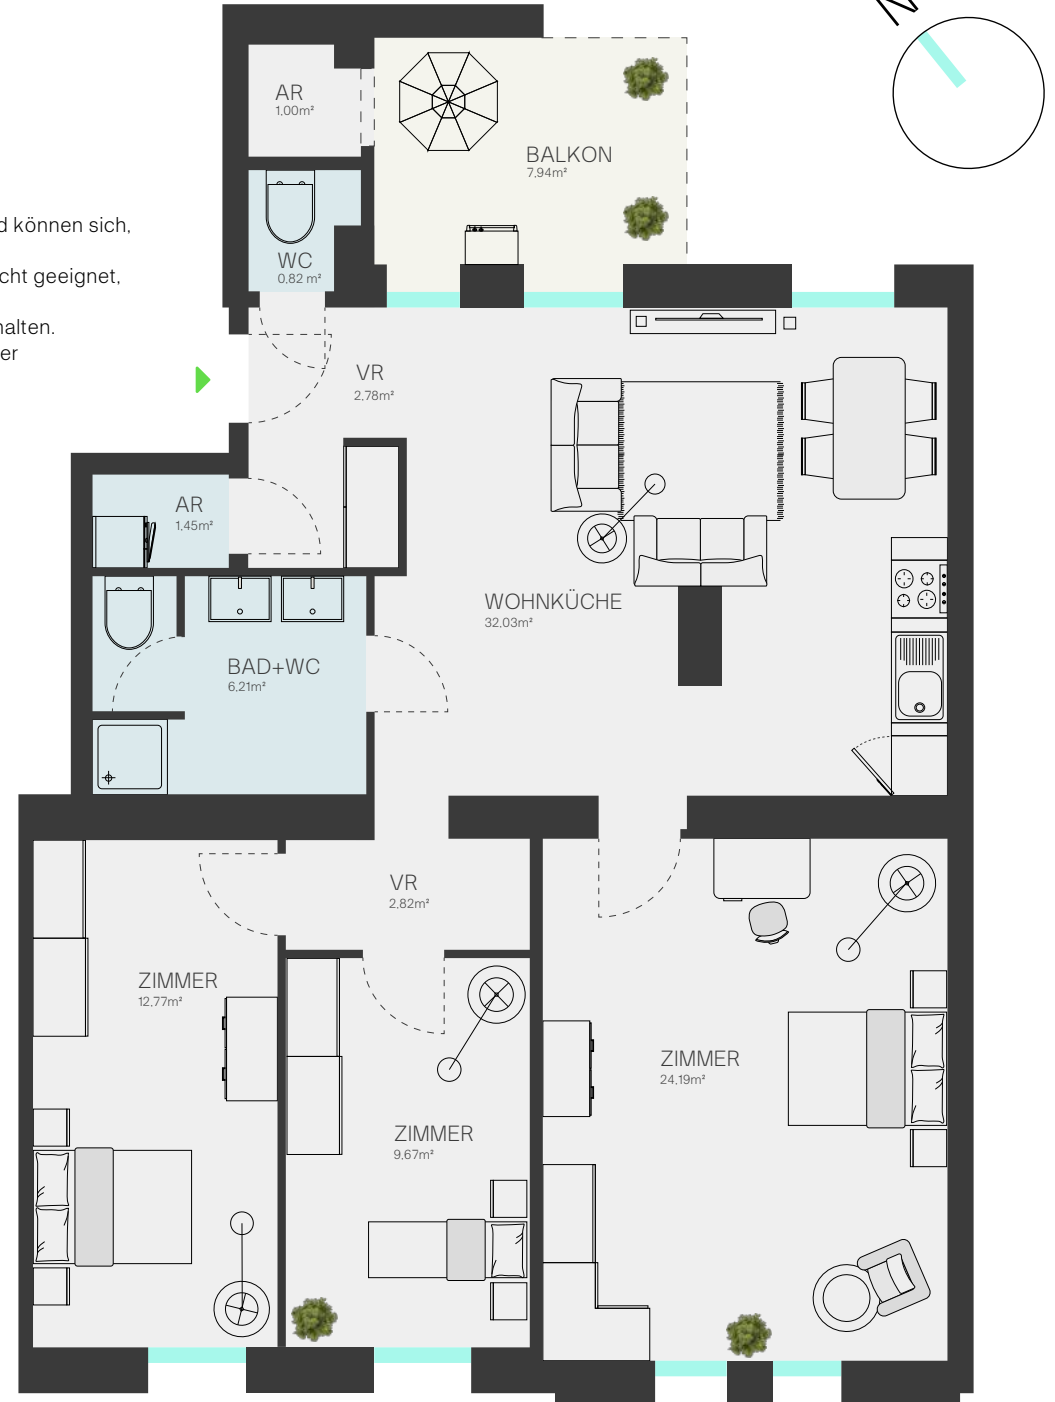 N
AR
1,00m²
BALKON
7,94m²
d können sich,
WC
0,82 m²
cht geeignet,
halten.
er
VR
2,78m²
AR
1,45m²
WOHNKÜCHE
32,03m²
BAD+WC
6,21m²
VR
2,82m²
ZIMMER
12,77m²
ZIMMER
24,19m²
ZIMMER
9,67m²